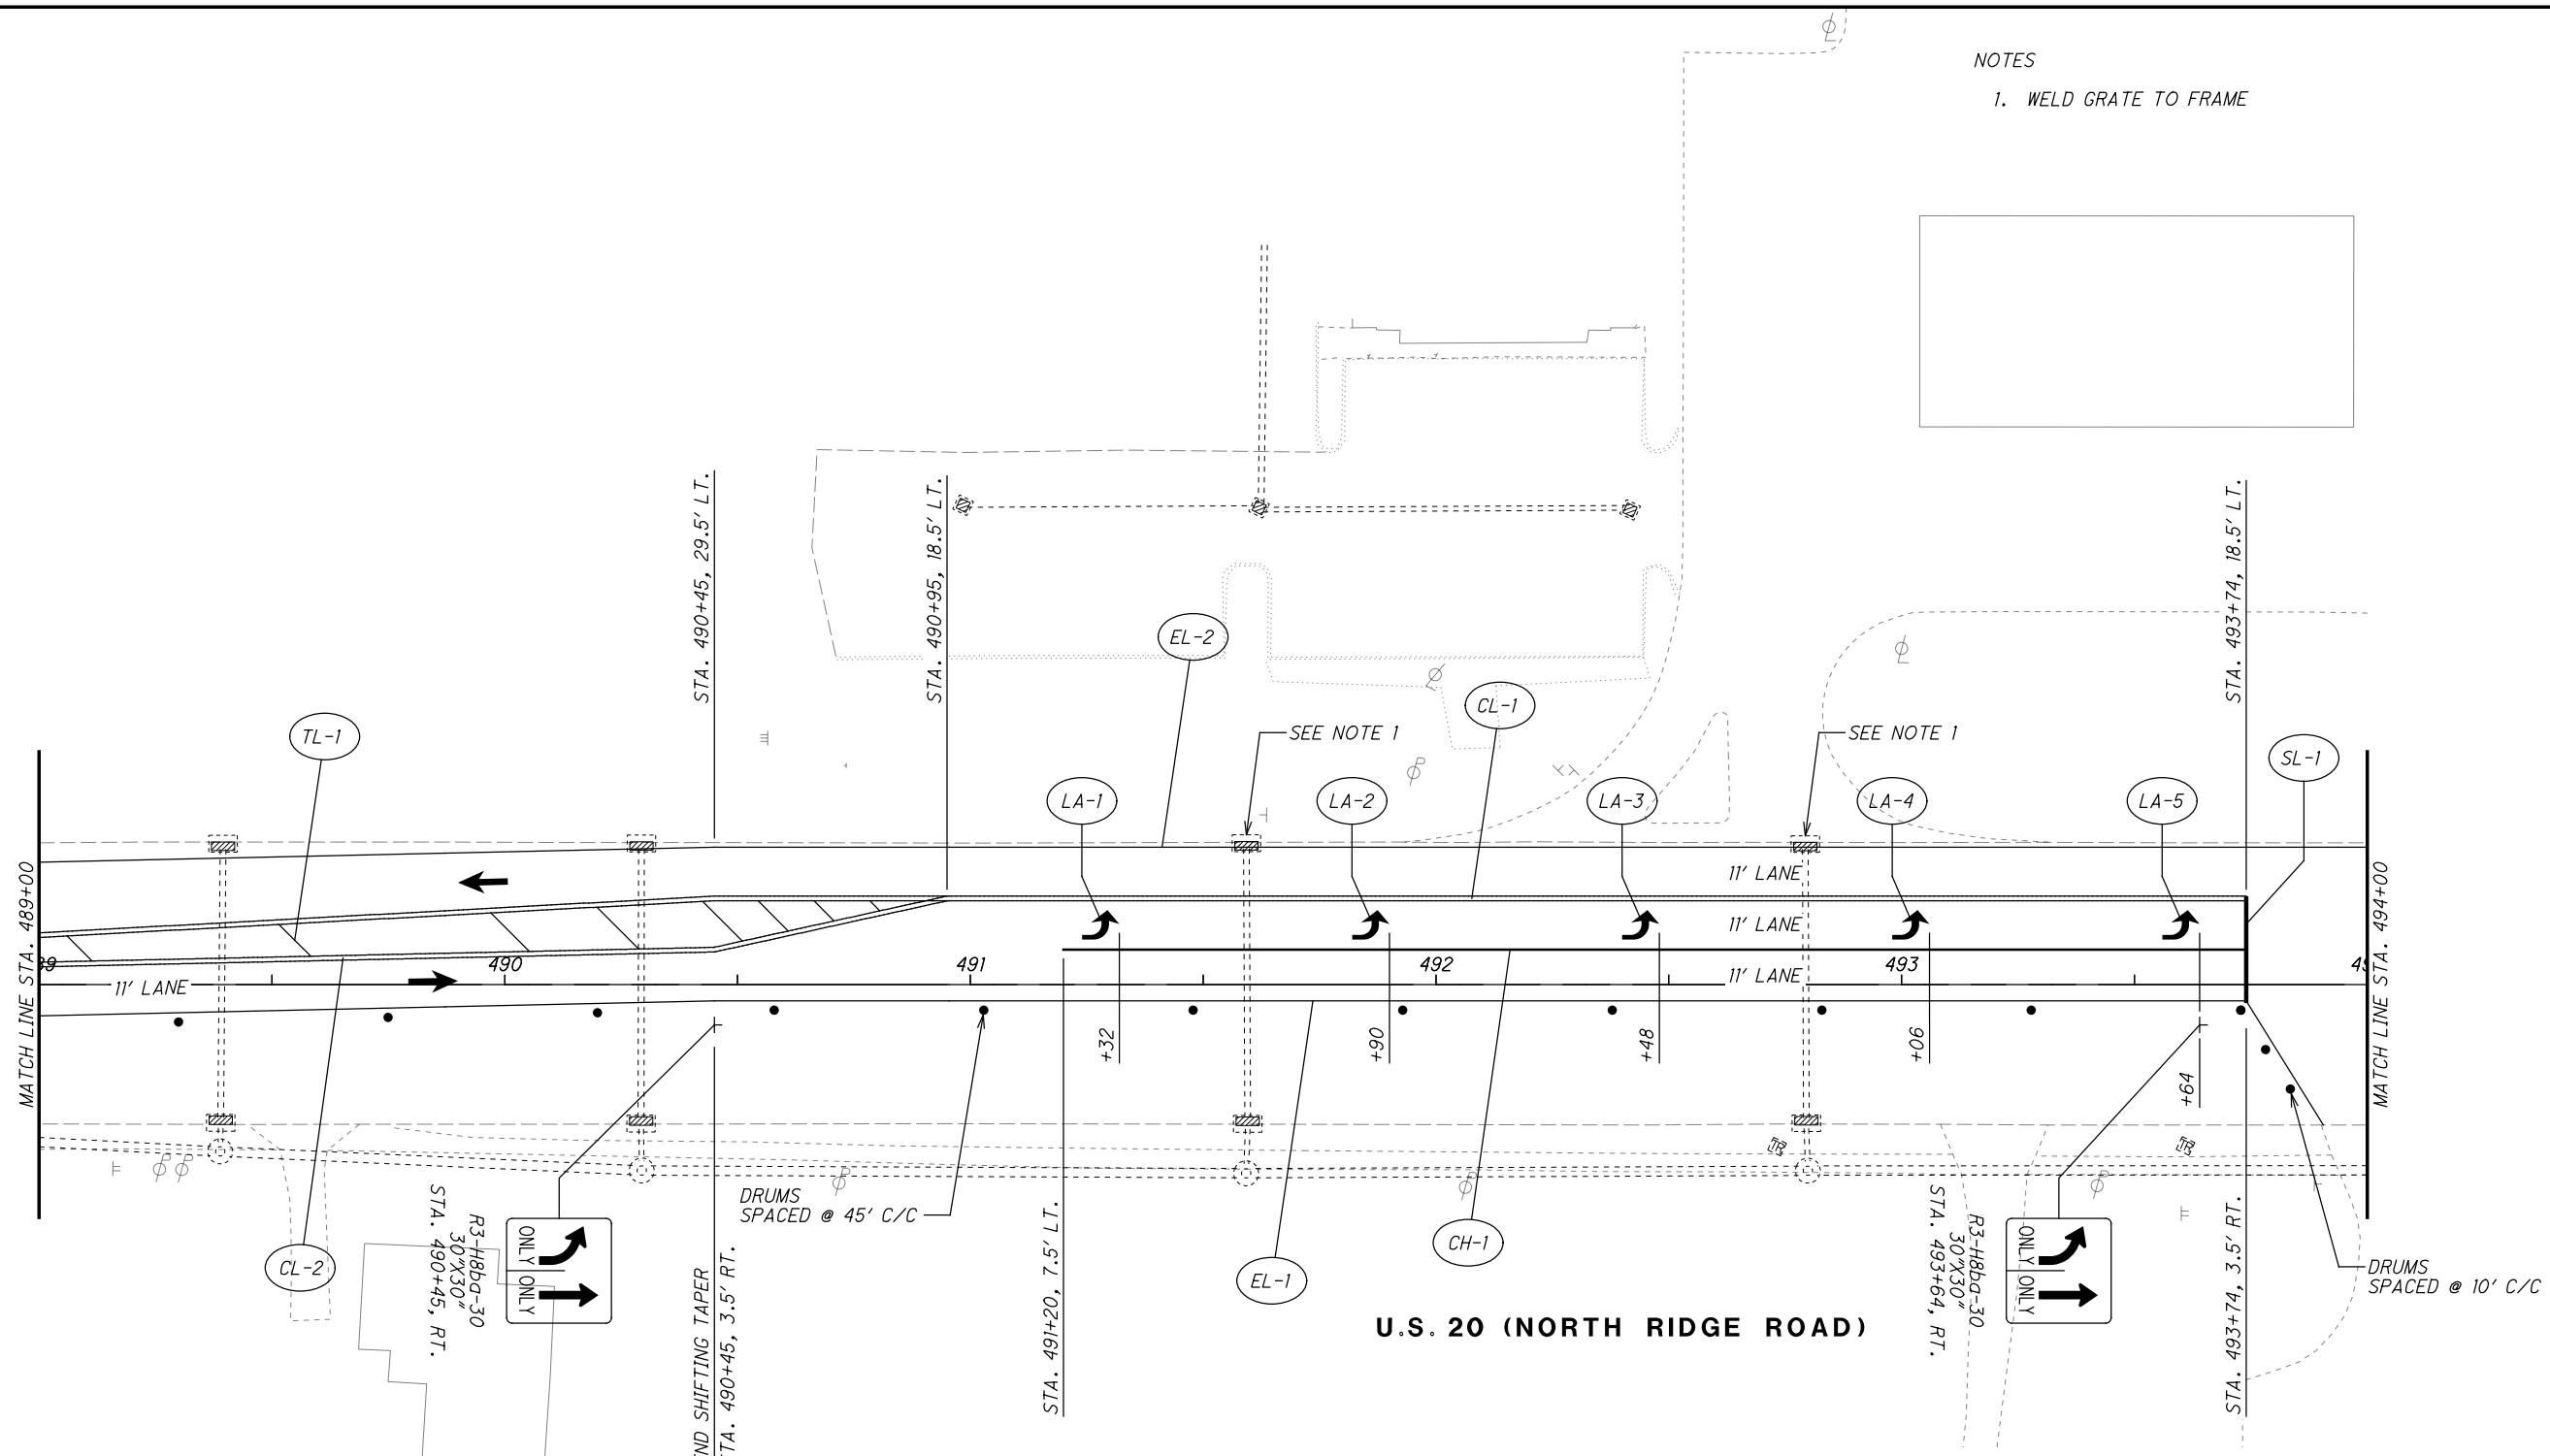 NOTES
1. WELD GRATE TO FRAME
STA. 490+45, 29.5' LT.
STA. 490+95, 18.5' LT.
STA. 493+74, 18.5' LT.
EL-2
CL-1
TL-1
SEE NOTE 1
SEE NOTE 1
SL-1
LA-1
LA-2
LA-3
LA-4
LA-5
MATCH LINE STA. 489+00
MATCH LINE STA. 494+00
11' LANE
11' LANE
11' LANE
11' LANE
490
491
492
493
+32
+90
+48
+06
+64
DRUMS
SPACED @ 45' C/C
STA. 490+45, RT.
30"X30"
R3-H8ba-30
ONLY
ONLY
CL-2
SHIFTING TAPER
STA. 490+45, 3.5' RT.
STA. 491+20, 7.5' LT.
EL-1
CH-1
U.S. 20 (NORTH RIDGE ROAD)
STA. 493+64, RT.
30"X30"
R3-H8ba-30
ONLY
ONLY
STA. 493+74, 3.5' RT.
DRUMS
SPACED @ 10' C/C